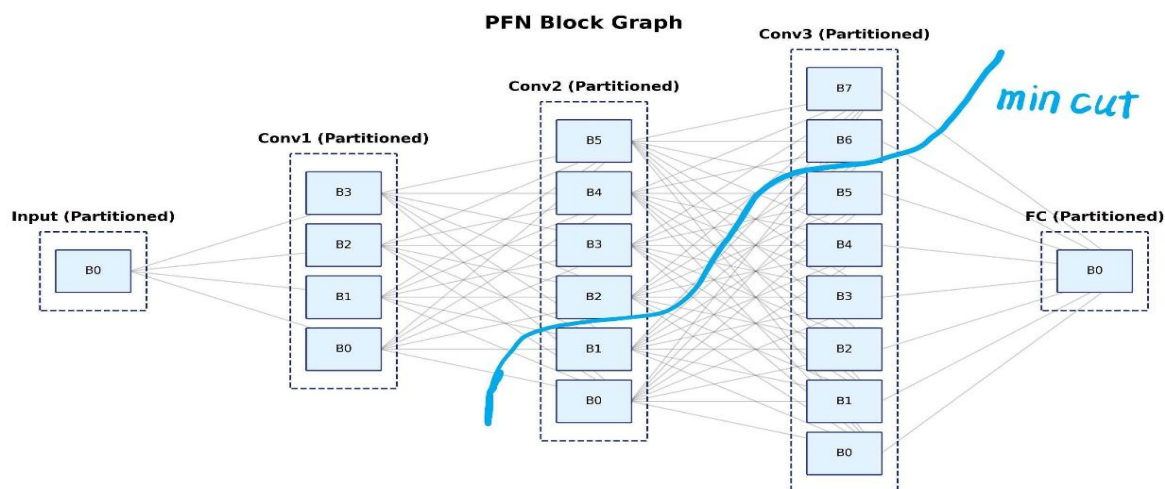 PFN Block Graph
Input (Partitioned)
B0
Conv1 (Partitioned)
B3
B2
B1
B0
Conv2 (Partitioned)
B5
B4
B3
B2
B1
B0
Conv3 (Partitioned)
B7
B6
B5
B4
B3
B2
B1
B0
min cut
FC (Partitioned)
B0